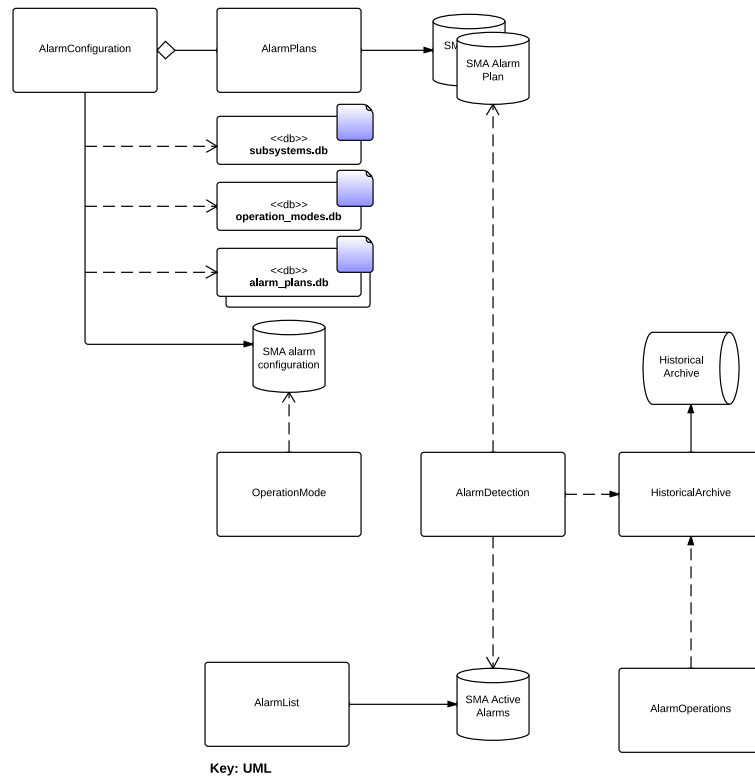 AlarmConfiguration
AlarmPlans
SMA Alarm
Plan
<<db>>
subsystems.db
<<db>>
operation_modes.db
<<db>>
alarm_plans.db
SMA alarm
configuration
Historical
Archive
OperationMode
AlarmDetection
HistoricalArchive
AlarmList
SMA Active
Alarms
AlarmOperations
Key: UML